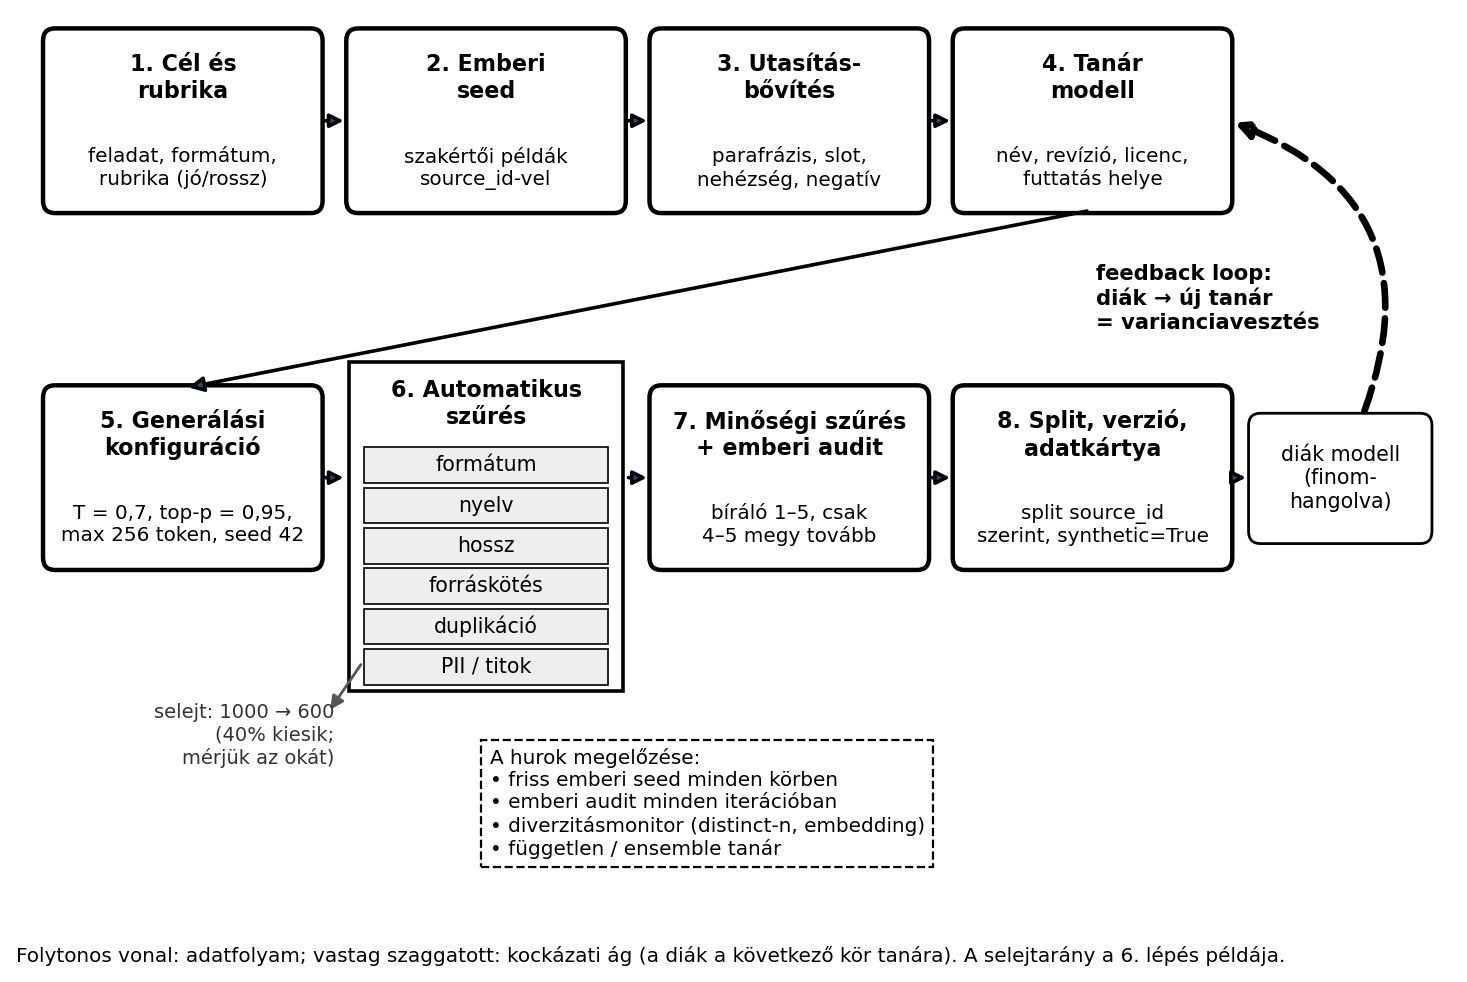 1. Cél és
rubrika
feladat, formátum,
rubrika (jó/rossz)
2. Emberi
seed
szakértői példák
source_id-vel
3. Utasítás-
bővítés
parafrázis, slot,
nehézség, negatív
4. Tanár
modell
név, revízió, licenc,
futtatás helye
feedback loop:
diák → új tanár
= varianciavesztés
5. Generálási
konfiguráció
T = 0,7, top-p = 0,95,
max 256 token, seed 42
6. Automatikus
szűrés
formátum
nyelv
hossz
forráskötés
duplikáció
PII / titok
7. Minőségi szűrés
+ emberi audit
bíráló 1–5, csak
4–5 megy tovább
8. Split, verzió,
adatkártya
split source_id
szerint, synthetic=True
diák modell
(finom-
hangolva)
selejt: 1000 → 600
(40% kiesik;
mérjük az okát)
A hurok megelőzése:
• friss emberi seed minden körben
• emberi audit minden iterációban
• diverzitásmonitor (distinct-n, embedding)
• független / ensemble tanár
Folytonos vonal: adatfolyam; vastag szaggatott: kockázati ág (a diák a következő kör tanára). A selejtarány a 6. lépés példája.